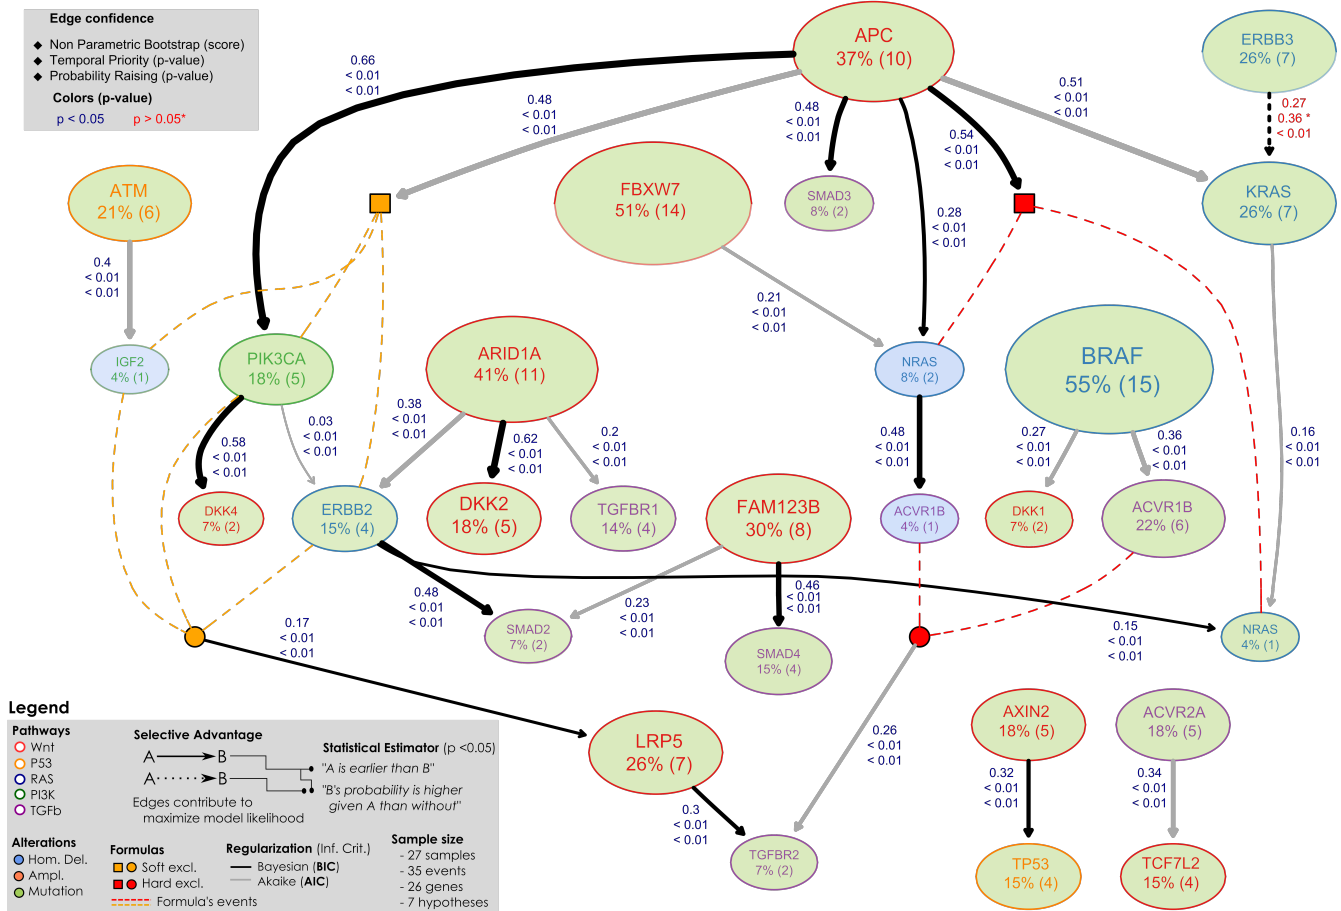 Edge confidence
◆ Non Parametric Bootstrap (score)
◆ Temporal Priority (p-value)
◆ Probability Raising (p-value)
Colors (p-value)
p < 0.05 p > 0.05*
APC
37% (10)
ERBB3
26% (7)
0.66
< 0.01
< 0.01
0.48
< 0.01
< 0.01
0.48
< 0.01
< 0.01
0.54
< 0.01
< 0.01
0.51
< 0.01
< 0.01
0.27
0.36 *
< 0.01
ATM
21% (6)
FBXW7
51% (14)
SMAD3
8% (2)
KRAS
26% (7)
0.28
< 0.01
< 0.01
0.4
< 0.01
< 0.01
0.21
< 0.01
< 0.01
IGF2
4% (1)
PIK3CA
18% (5)
ARID1A
41% (11)
NRAS
8% (2)
BRAF
55% (15)
0.58
< 0.01
< 0.01
0.03
< 0.01
< 0.01
0.38
< 0.01
< 0.01
0.62
< 0.01
< 0.01
0.2
< 0.01
< 0.01
0.48
< 0.01
< 0.01
0.27
< 0.01
< 0.01
0.36
< 0.01
< 0.01
0.16
< 0.01
< 0.01
DKK4
7% (2)
ERBB2
15% (4)
DKK2
18% (5)
TGFBR1
14% (4)
FAM123B
30% (8)
ACVR1B
4% (1)
DKK1
7% (2)
ACVR1B
22% (6)
0.48
< 0.01
< 0.01
0.23
< 0.01
< 0.01
0.46
< 0.01
< 0.01
0.17
< 0.01
< 0.01
0.15
< 0.01
< 0.01
SMAD2
7% (2)
SMAD4
15% (4)
NRAS
4% (1)
LRP5
26% (7)
0.26
< 0.01
< 0.01
AXIN2
18% (5)
ACVR2A
18% (5)
0.3
< 0.01
< 0.01
0.32
< 0.01
< 0.01
0.34
< 0.01
< 0.01
TGFBR2
7% (2)
TP53
15% (4)
TCF7L2
15% (4)
Legend
Pathways
Wnt
P53
RAS
PI3K
TGFb
Selective Advantage
A B
A B
Edges contribute to
maximize model likelihood
Statistical Estimator (p <0.05)
"A is earlier than B"
"B's probability is higher
given A than without"
Alterations
Hom. Del.
Ampl.
Mutation
Formulas
Soft excl.
Hard excl.
Formula's events
Regularization (Inf. Crit.)
Bayesian (BIC)
Akaike (AIC)
Sample size
- 27 samples
- 35 events
- 26 genes
- 7 hypotheses